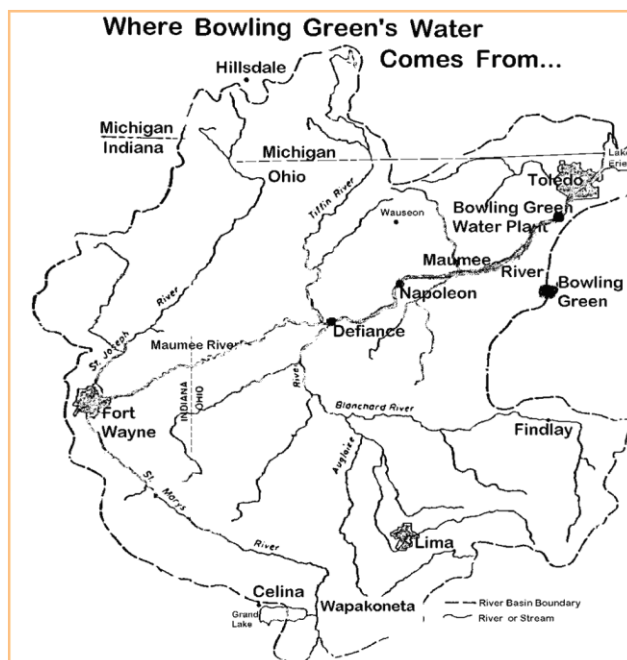 Where Bowling Green's Water
Comes From...
Hillsdale
Michigan
Indiana
Michigan
Ohio
Lake
Erie
Toledo
Tiffin River
Wauseon
Bowling Green
Water Plant
Maumee
River
Napoleon
Bowling
Green
Defiance
St. Joseph River
Maumee River
INDIANA
OHIO
Fort
Wayne
Auglaize River
Blanchard River
Findlay
St. Marys River
Lima
Celina
Grand
Lake
Wapakoneta
River Basin Boundary
River or Stream